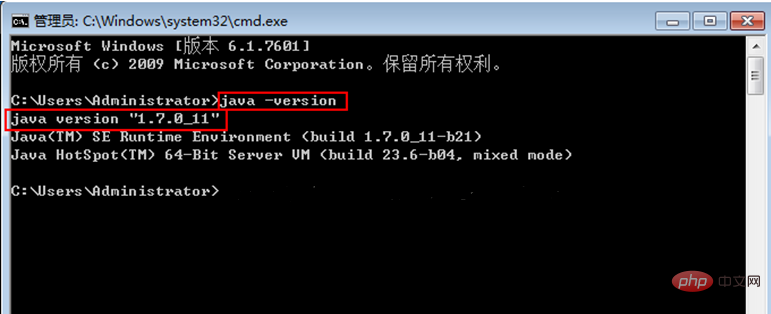 管理员: C:\Windows\system32\cmd.exe
Microsoft Windows [版本 6.1.7601]
版权所有 (c) 2009 Microsoft Corporation。保留所有权利。
C:\Users\Administrator>java -version
java version "1.7.0_11"
Java(TM) SE Runtime Environment (build 1.7.0_11-b21)
Java HotSpot(TM) 64-Bit Server VM (build 23.6-b04, mixed mode)
C:\Users\Administrator>
php 中文网